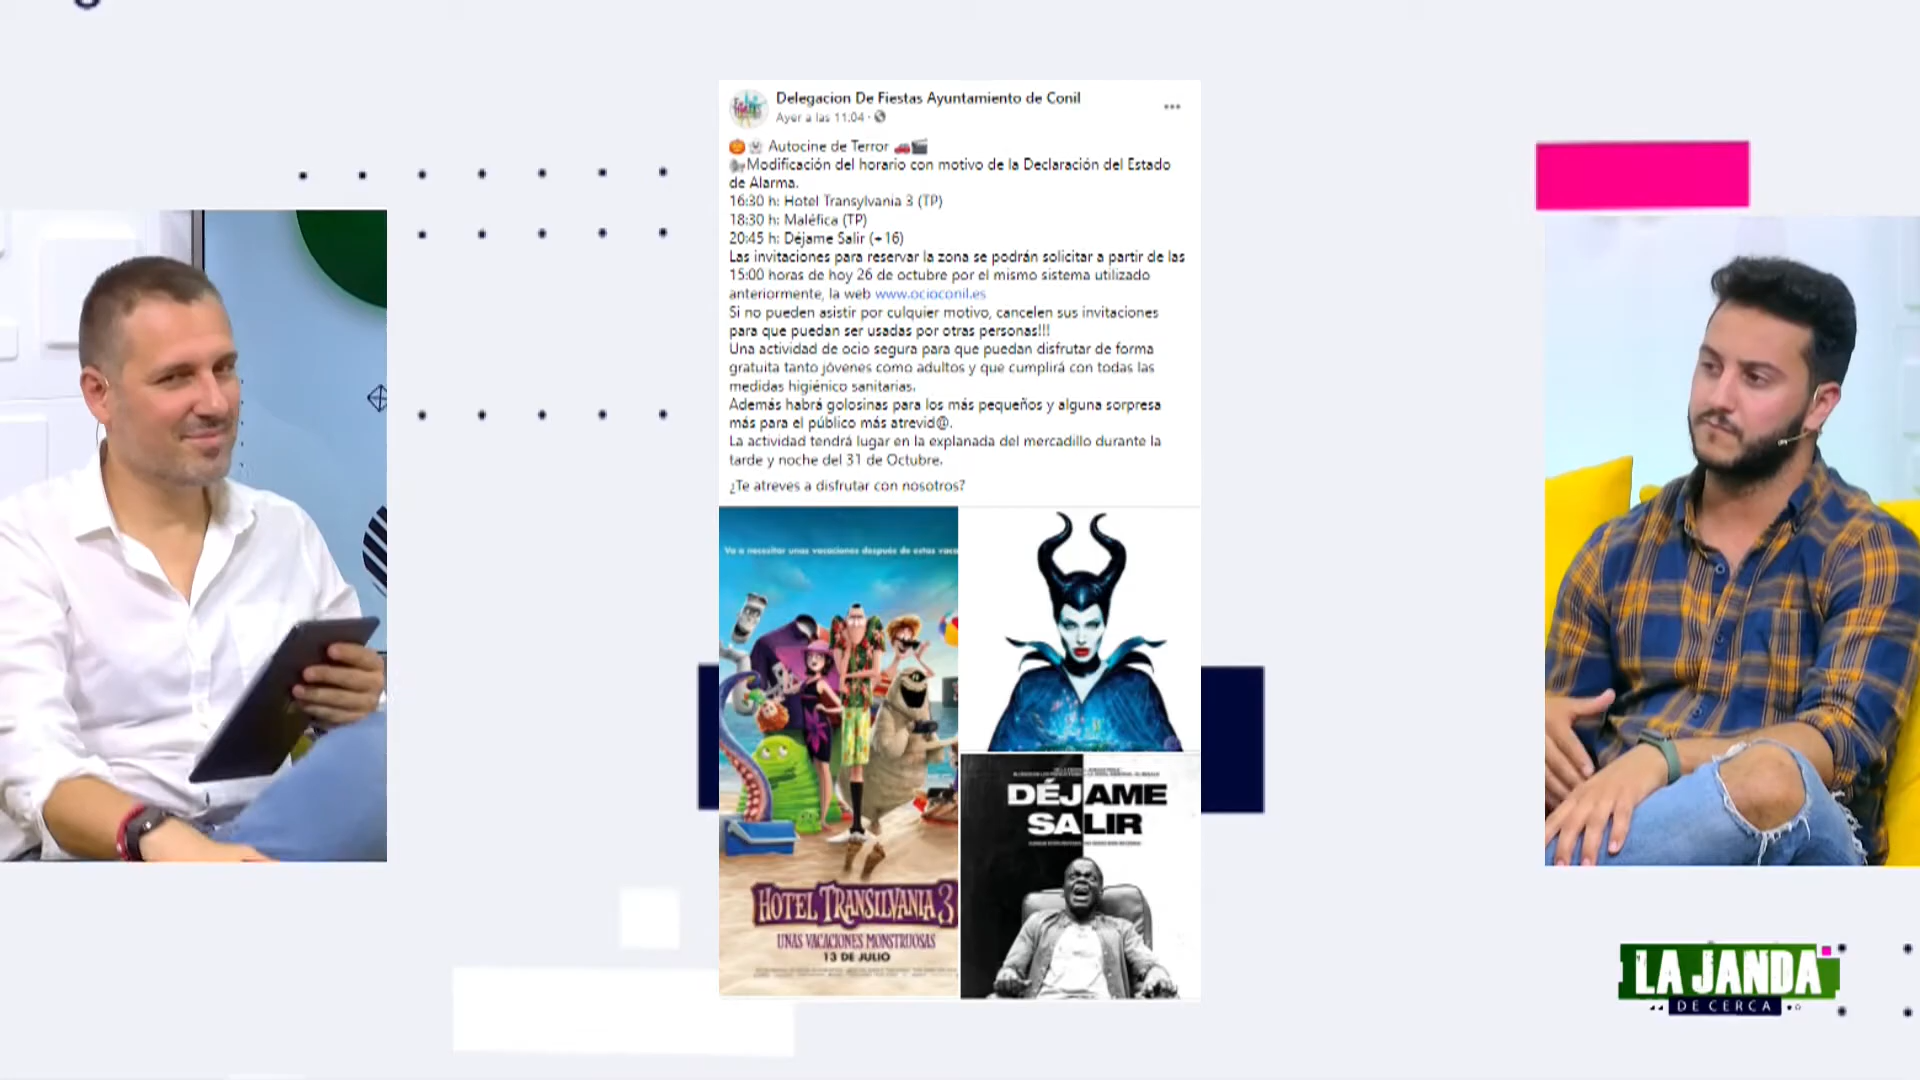 Delegacion De Fiestas Ayuntamiento de Conil
Ayer a las 11:04
Autocine de Terror
Modificación del horario con motivo de la Declaración del Estado
de Alarma.
16:30 h: Hotel Transylvania 3 (TP)
18:30 h: Maléfica (TP)
20:45 h: Déjame Salir (+16)
Las invitaciones para reservar la zona se podrán solicitar a partir de las
15:00 horas de hoy 26 de octubre por el mismo sistema utilizado
anteriormente, la web www.ocioconil.es
Si no pueden asistir por culquier motivo, cancelen sus invitaciones
para que puedan ser usadas por otras personas!!!
Una actividad de ocio segura para que puedan disfrutar de forma
gratuita tanto jóvenes como adultos y que cumplirá con todas las
medidas higiénico sanitarias.
Además habrá golosinas para los más pequeños y alguna sorpresa
más para el público más atrevid@.
La actividad tendrá lugar en la explanada del mercadillo durante la
tarde y noche del 31 de Octubre.
¿Te atreves a disfrutar con nosotros?
Va a necesitar unas vacaciones después de estas vaca
HOTEL TRANSILVANIA 3
UNAS VACACIONES MONSTRUOSAS
13 DE JULIO
DÉJAME
SALIR
LA JANDA
DE CERCA